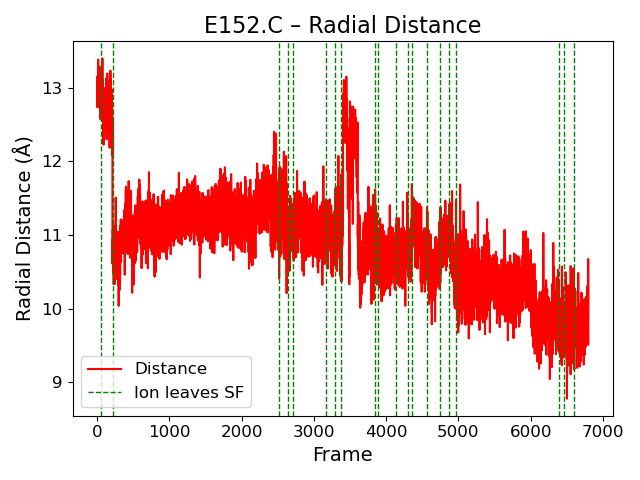 E152.C – Radial Distance
Radial Distance (Å)
13
12
11
10
9
Distance
Ion leaves SF
0 1000 2000 3000 4000 5000 6000 7000
Frame